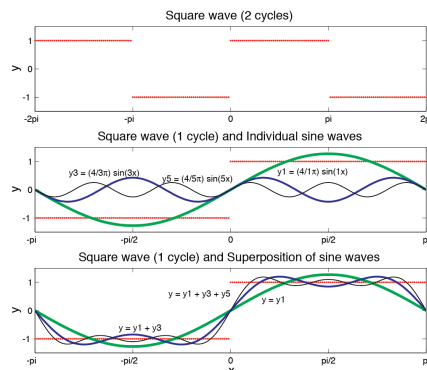 Square wave (2 cycles)
y
1
0
-1
-2pi -pi 0 pi 2p
Square wave (1 cycle) and Individual sine waves
y
1
0
-1
y3 = (4/3π) sin(3x)
y5 = (4/5π) sin(5x)
y1 = (4/1π) sin(1x)
-pi -pi/2 0 pi/2 p
Square wave (1 cycle) and Superposition of sine waves
y
1
0
-1
y = y1 + y3 + y5
y = y1
y = y1 + y3
-pi -pi/2 0 pi/2 p